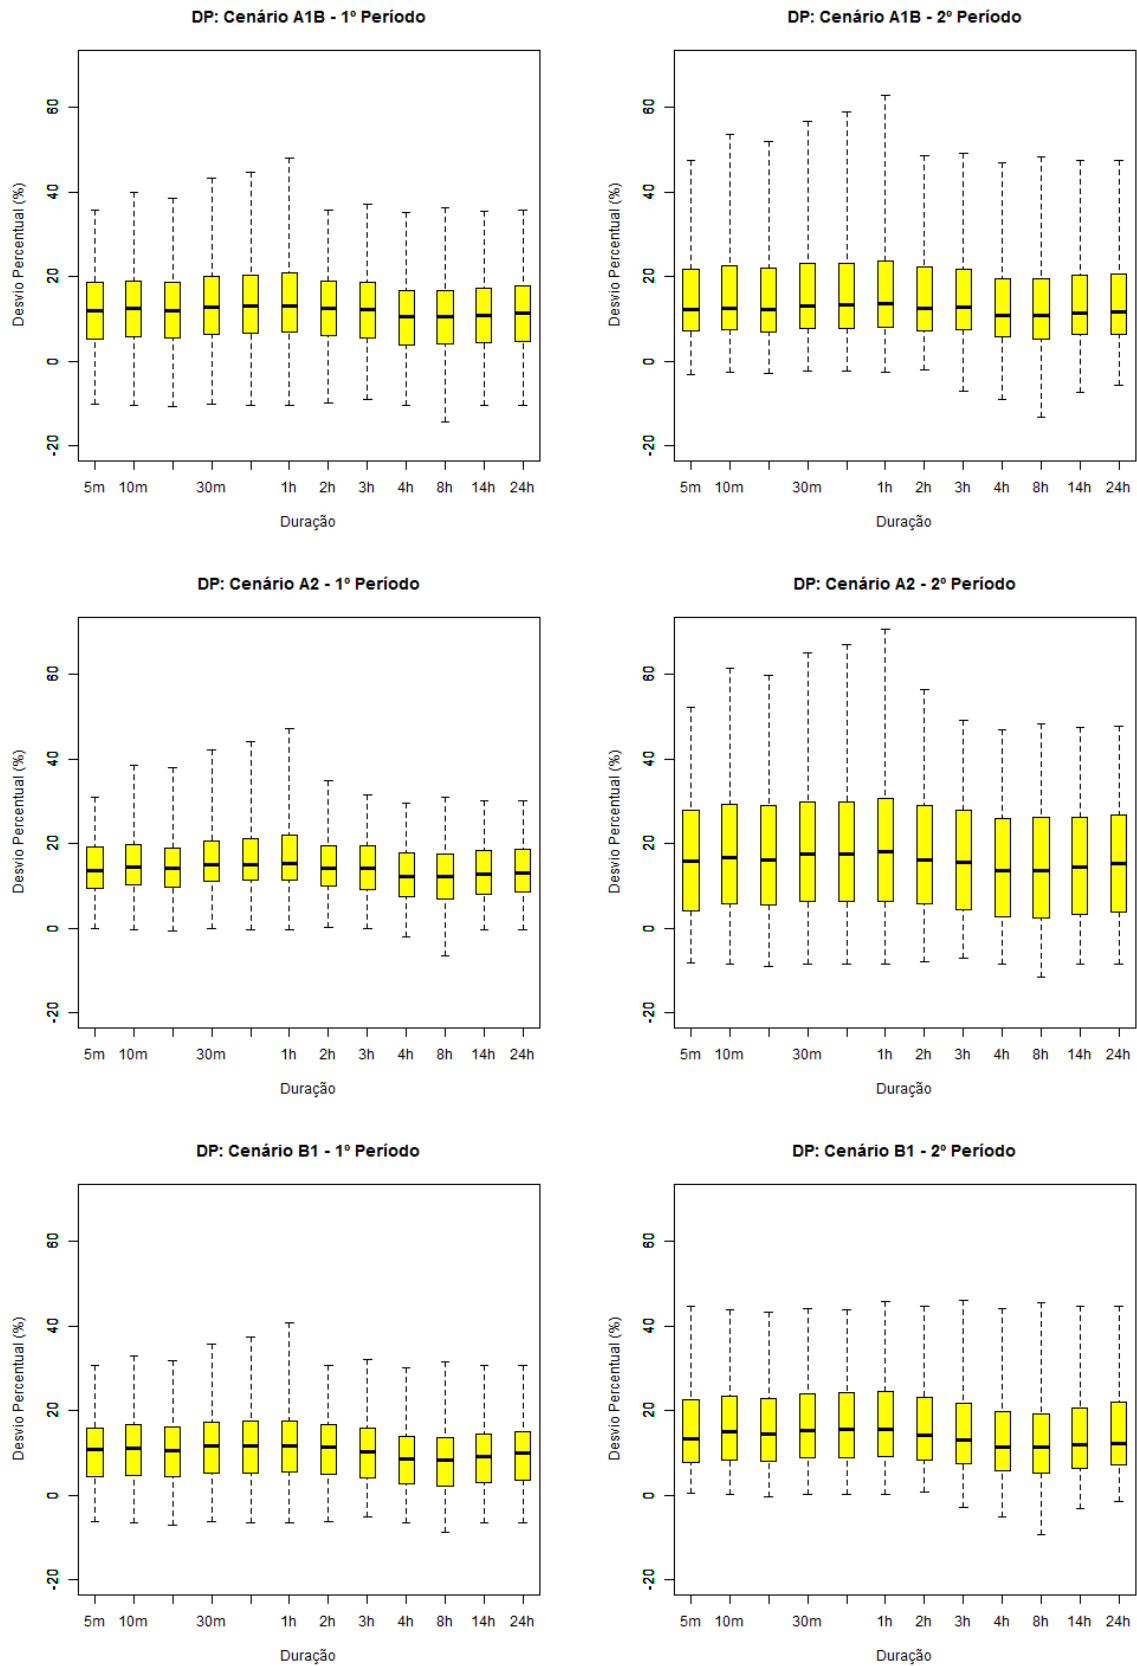 DP: Cenário A1B - 1º Período
DP: Cenário A1B - 2º Período
Desvio Percentual (%)
60
40
20
0
-20
5m 10m 30m 1h 2h 3h 4h 8h 14h 24h
Duração
Desvio Percentual (%)
60
40
20
0
-20
5m 10m 30m 1h 2h 3h 4h 8h 14h 24h
Duração
DP: Cenário A2 - 1º Período
DP: Cenário A2 - 2º Período
Desvio Percentual (%)
60
40
20
0
-20
5m 10m 30m 1h 2h 3h 4h 8h 14h 24h
Duração
Desvio Percentual (%)
60
40
20
0
-20
5m 10m 30m 1h 2h 3h 4h 8h 14h 24h
Duração
DP: Cenário B1 - 1º Período
DP: Cenário B1 - 2º Período
Desvio Percentual (%)
60
40
20
0
-20
5m 10m 30m 1h 2h 3h 4h 8h 14h 24h
Duração
Desvio Percentual (%)
60
40
20
0
-20
5m 10m 30m 1h 2h 3h 4h 8h 14h 24h
Duração